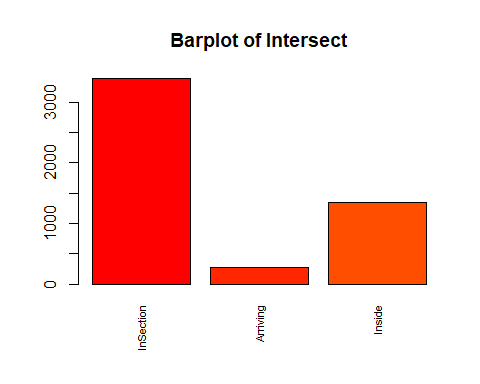 Barplot of Intersect
3000
2000
1000
0
InSection
Arriving
Inside